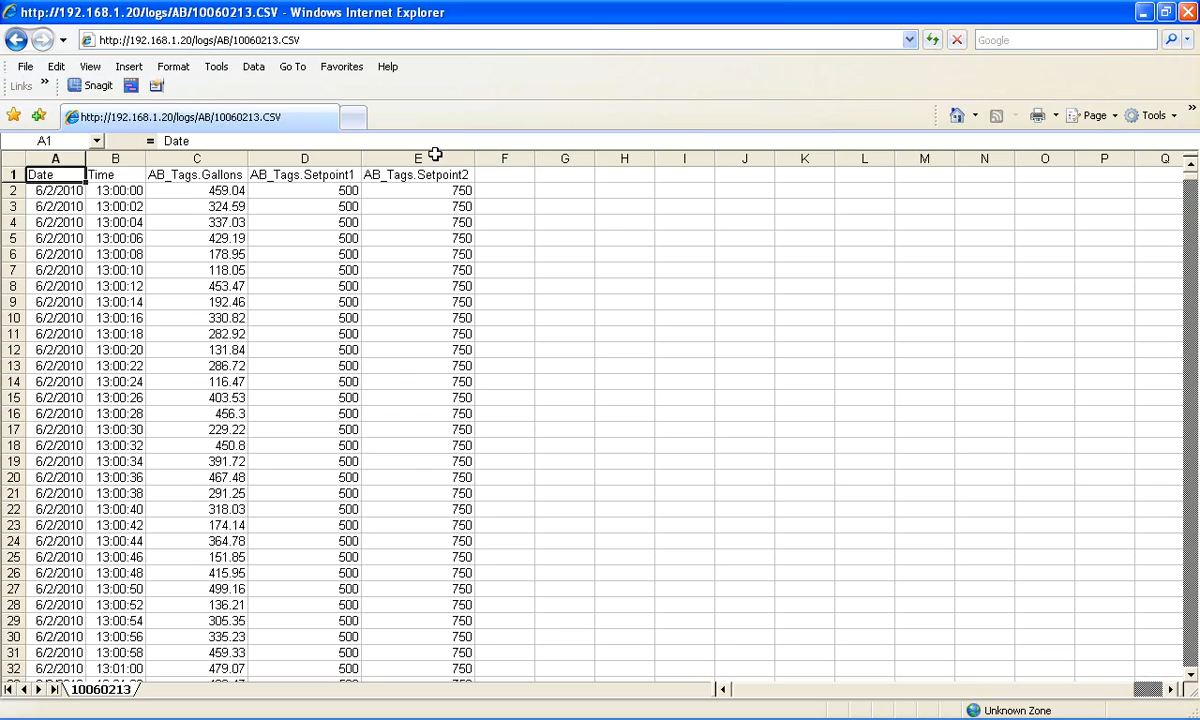 http://192.168.1.20/logs/AB/10060213.CSV - Windows Internet Explorer
http://192.168.1.20/logs/AB/10060213.CSV Google
File Edit View Insert Format Tools Data Go To Favorites Help
Links » Snagit
http://192.168.1.20/logs/AB/10060213.CSV Page Tools »
A1 = Date
A B C D E F G H I J K L M N O P Q
1 Date Time AB_Tags.Gallons AB_Tags.Setpoint1 AB_Tags.Setpoint2
2 6/2/2010 13:00:00 459.04 500 750
3 6/2/2010 13:00:02 324.59 500 750
4 6/2/2010 13:00:04 337.03 500 750
5 6/2/2010 13:00:06 429.19 500 750
6 6/2/2010 13:00:08 178.95 500 750
7 6/2/2010 13:00:10 118.05 500 750
8 6/2/2010 13:00:12 453.47 500 750
9 6/2/2010 13:00:14 192.46 500 750
10 6/2/2010 13:00:16 330.82 500 750
11 6/2/2010 13:00:18 282.92 500 750
12 6/2/2010 13:00:20 131.84 500 750
13 6/2/2010 13:00:22 286.72 500 750
14 6/2/2010 13:00:24 116.47 500 750
15 6/2/2010 13:00:26 403.53 500 750
16 6/2/2010 13:00:28 456.3 500 750
17 6/2/2010 13:00:30 229.22 500 750
18 6/2/2010 13:00:32 450.8 500 750
19 6/2/2010 13:00:34 391.72 500 750
20 6/2/2010 13:00:36 467.48 500 750
21 6/2/2010 13:00:38 291.25 500 750
22 6/2/2010 13:00:40 318.03 500 750
23 6/2/2010 13:00:42 174.14 500 750
24 6/2/2010 13:00:44 364.78 500 750
25 6/2/2010 13:00:46 151.85 500 750
26 6/2/2010 13:00:48 415.95 500 750
27 6/2/2010 13:00:50 499.16 500 750
28 6/2/2010 13:00:52 136.21 500 750
29 6/2/2010 13:00:54 305.35 500 750
30 6/2/2010 13:00:56 335.23 500 750
31 6/2/2010 13:00:58 459.33 500 750
32 6/2/2010 13:01:00 479.07 500 750
10060213
Unknown Zone